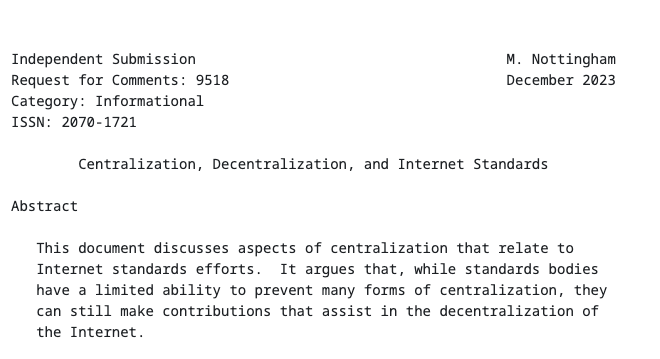 Independent Submission                                     M. Nottingham
Request for Comments: 9518                                 December 2023
Category: Informational
ISSN: 2070-1721
Centralization, Decentralization, and Internet Standards
Abstract
This document discusses aspects of centralization that relate to
Internet standards efforts.  It argues that, while standards bodies
have a limited ability to prevent many forms of centralization, they
can still make contributions that assist in the decentralization of
the Internet.